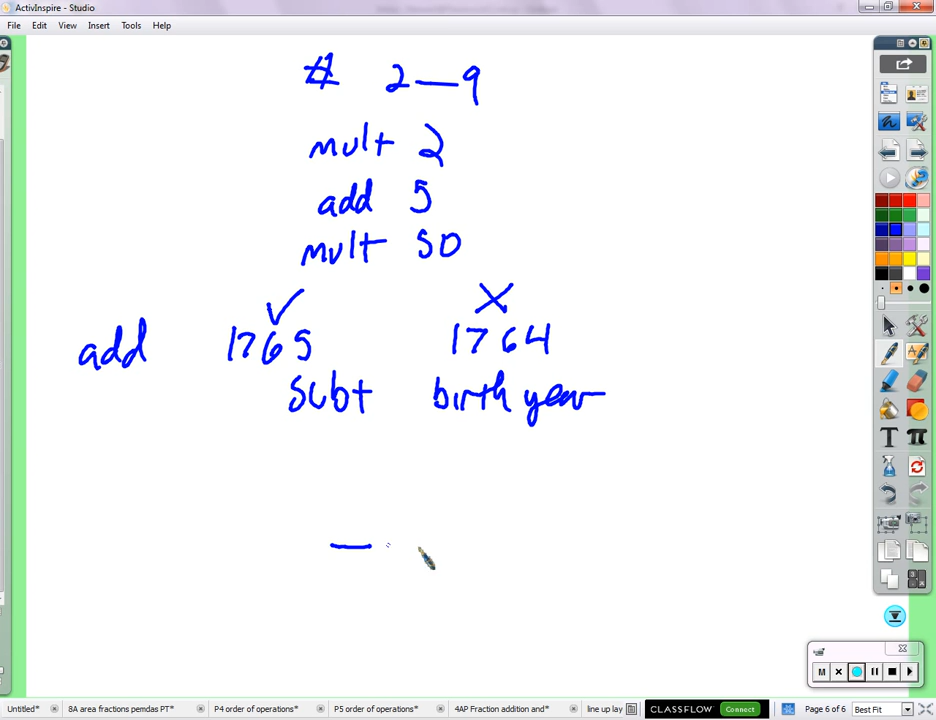 ActivInspire - Studio
File Edit View Insert Tools Help
# 2—9
mult 2
add 5
mult 50
✓ X
add 1765 1764
subt birth year
—
M
Untitled* 8A area fractions pemdas PT* P4 order of operations* P5 order of operations* 4AP Fraction addition and* line up lay CLASSFLOW Connect Page 6 of 6 Best Fit